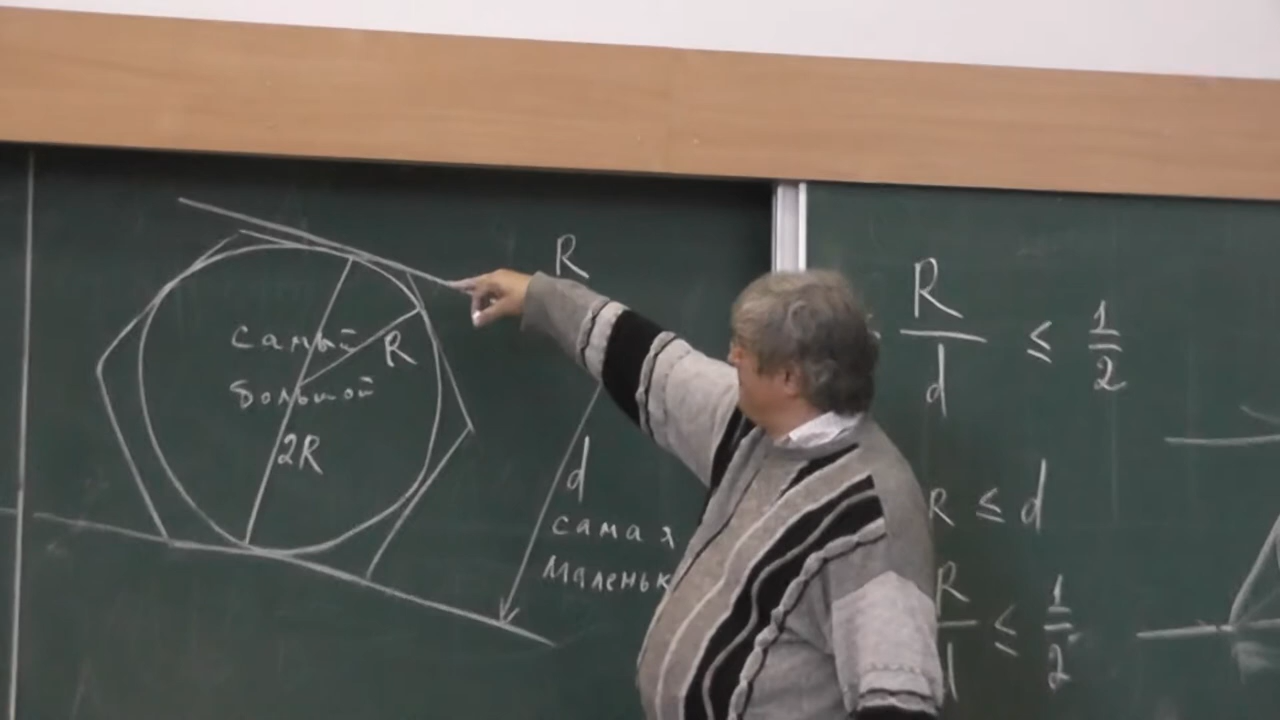 R
самый R
большой
2R
d
самая
маленьк
R/d ≤ 1/2
R ≤ d
R/d ≤ 1/2